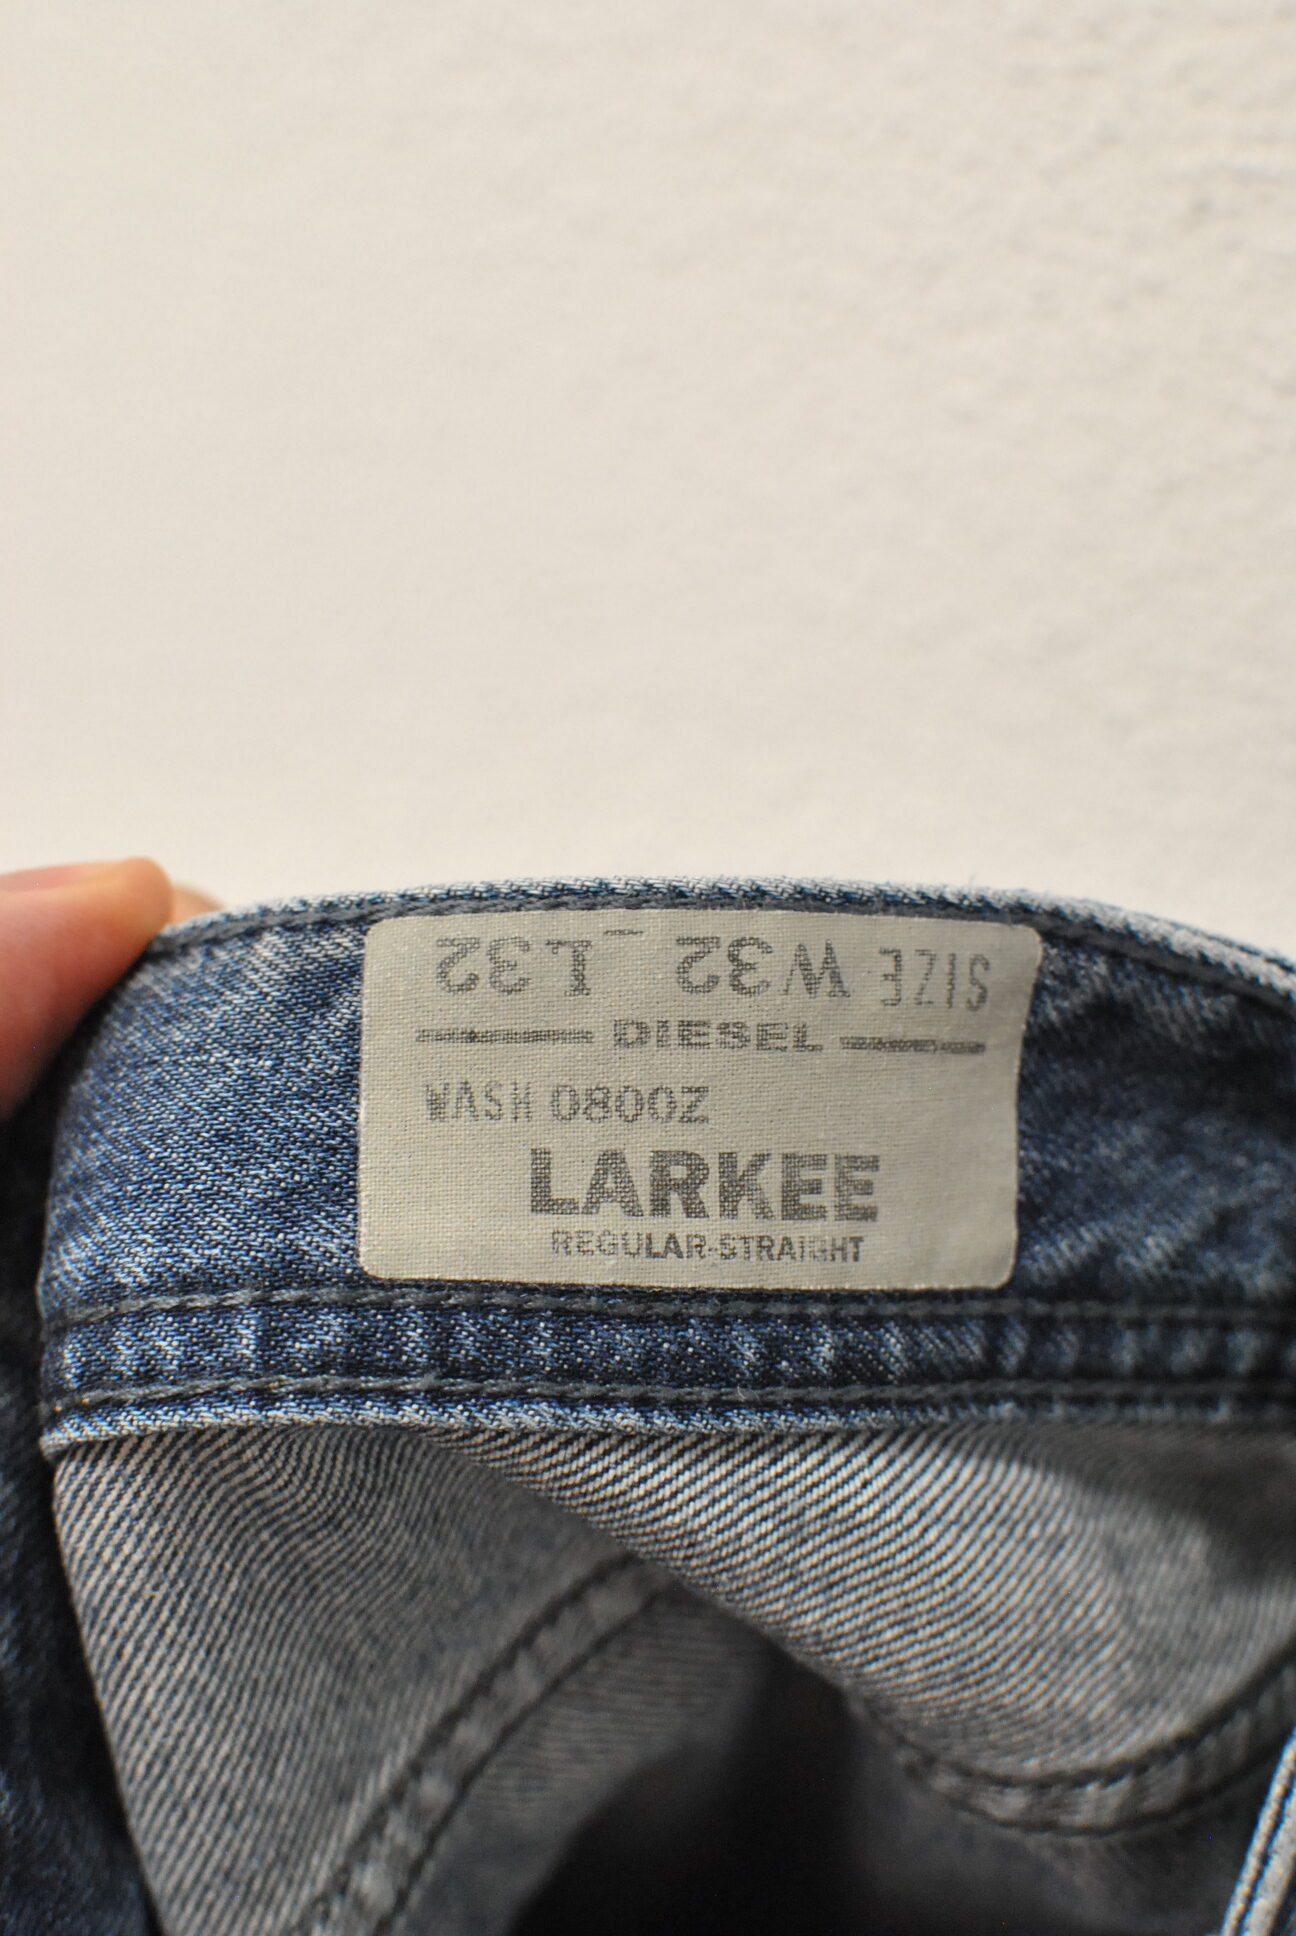 SIZE W32 L32
DIESEL
WASH 0800Z
LARKEE
REGULAR-STRAIGHT